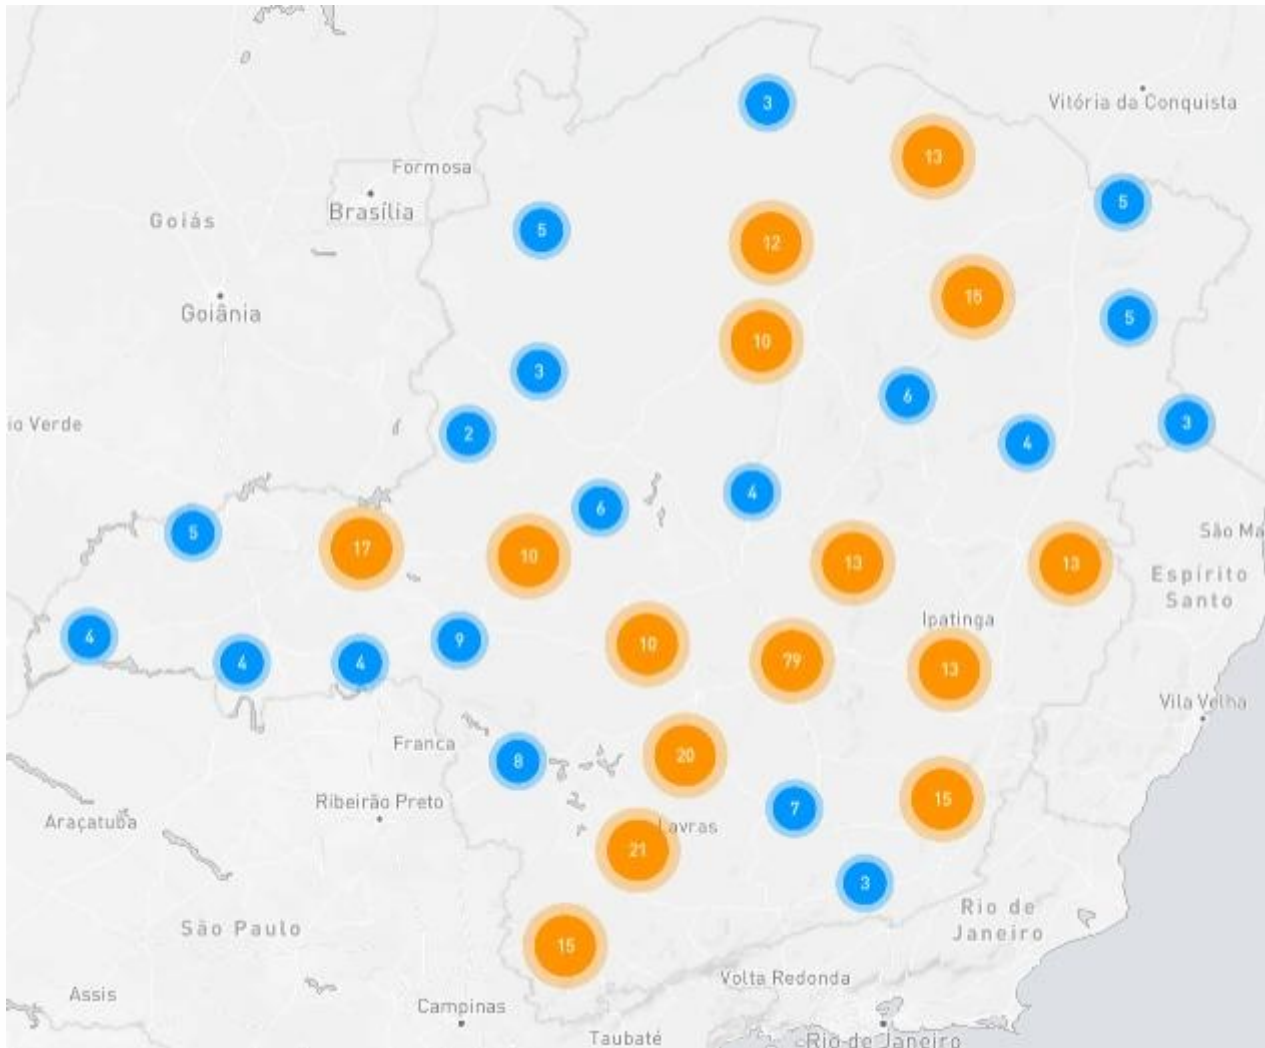 3
Vitória da Conquista
13
Formosa
Brasília
5
Goiás
5
12
16
Goiânia
5
10
3
6
io Verde
2
4
3
4
6
5
17
10
13
13
São Ma
Espírito
Santo
Ipatinga
4
4
4
9
10
79
13
Vila Velha
Franca
8
20
Ribeirão Preto
7
15
Araçatuba
Lavras
21
3
Rio de
Janeiro
São Paulo
15
Volta Redonda
Assis
Campinas
Taubaté
Rio de Janeiro